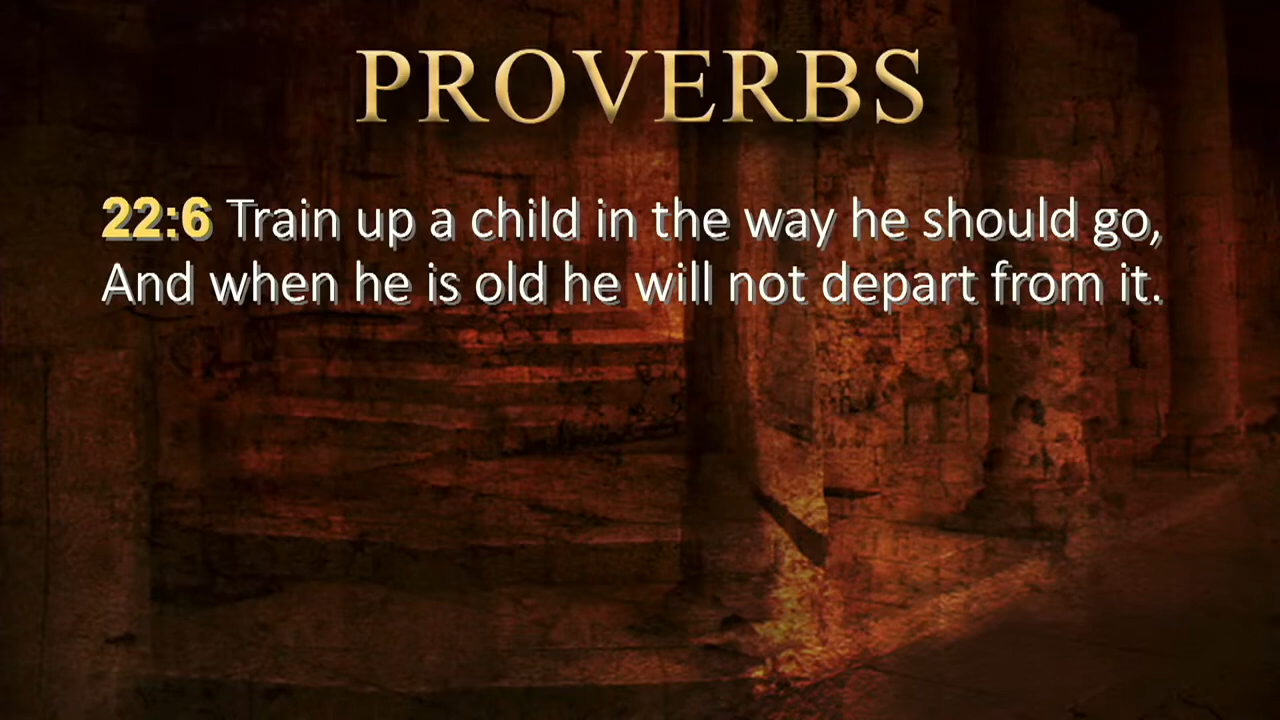 PROVERBS
22:6 Train up a child in the way he should go,
And when he is old he will not depart from it.